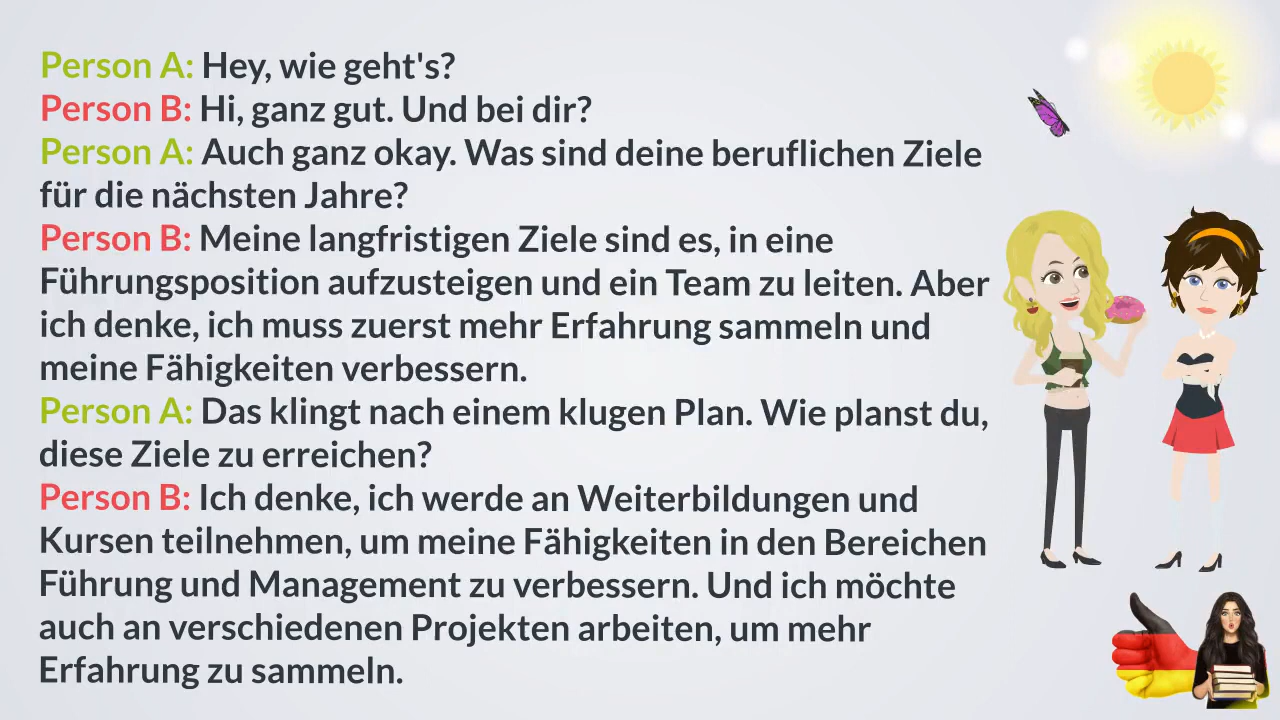 Person A: Hey, wie geht's?
Person B: Hi, ganz gut. Und bei dir?
Person A: Auch ganz okay. Was sind deine beruflichen Ziele
für die nächsten Jahre?
Person B: Meine langfristigen Ziele sind es, in eine
Führungsposition aufzusteigen und ein Team zu leiten. Aber
ich denke, ich muss zuerst mehr Erfahrung sammeln und
meine Fähigkeiten verbessern.
Person A: Das klingt nach einem klugen Plan. Wie planst du,
diese Ziele zu erreichen?
Person B: Ich denke, ich werde an Weiterbildungen und
Kursen teilnehmen, um meine Fähigkeiten in den Bereichen
Führung und Management zu verbessern. Und ich möchte
auch an verschiedenen Projekten arbeiten, um mehr
Erfahrung zu sammeln.